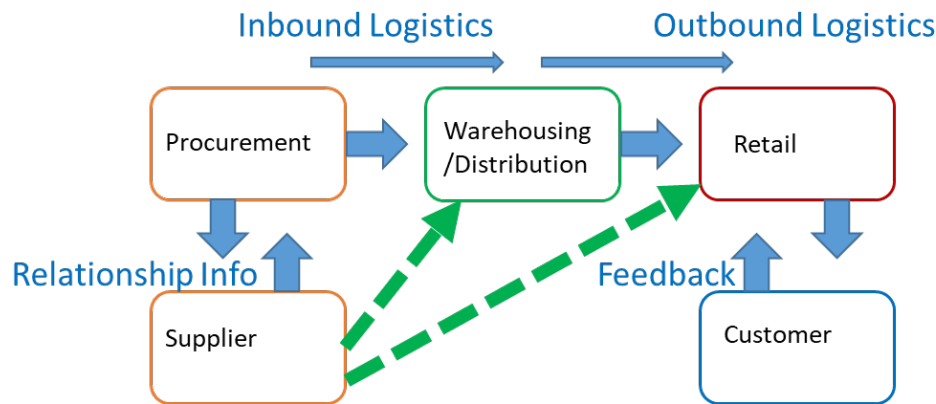 Inbound Logistics
Outbound Logistics
Procurement
Warehousing
/Distribution
Retail
Relationship Info
Feedback
Supplier
Customer